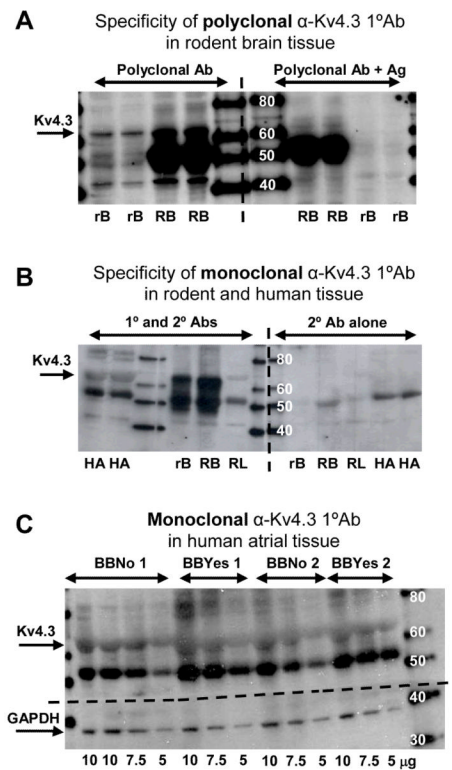 A
Specificity of polyclonal α-Kv4.3 1ºAb
in rodent brain tissue
Polyclonal Ab
Polyclonal Ab + Ag
Kv4.3
80
60
50
40
rB rB RB RB RB RB rB rB
B
Specificity of monoclonal α-Kv4.3 1ºAb
in rodent and human tissue
1º and 2º Abs
2º Ab alone
Kv4.3
80
60
50
40
HA HA rB RB RL rB RB RL HA HA
C
Monoclonal α-Kv4.3 1ºAb
in human atrial tissue
BBNo 1 BBYes 1 BBNo 2 BBYes 2
Kv4.3
80
60
50
40
GAPDH
30
10 10 7.5 5 10 7.5 5 10 7.5 5 10 7.5 5 µg